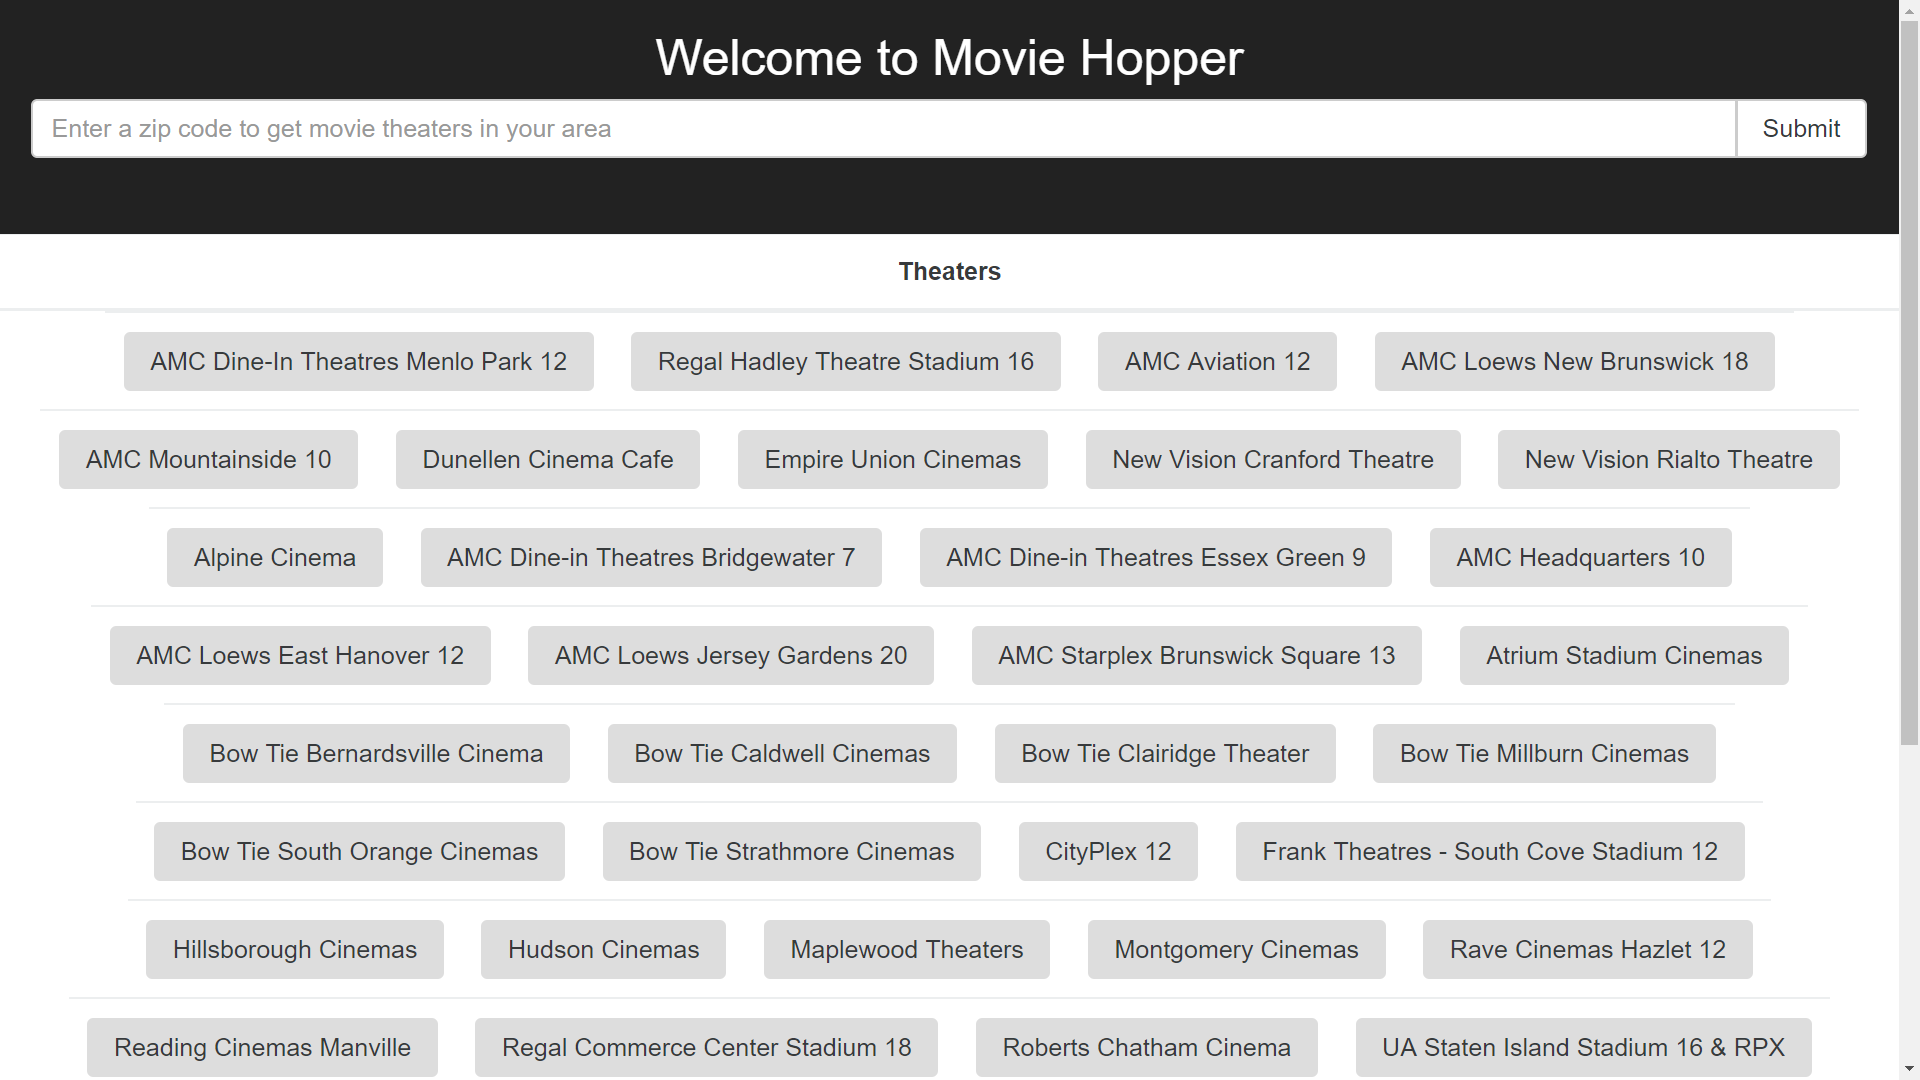 Welcome to Movie Hopper
Enter a zip code to get movie theaters in your area Submit
Theaters
AMC Dine-In Theatres Menlo Park 12 Regal Hadley Theatre Stadium 16 AMC Aviation 12 AMC Loews New Brunswick 18
AMC Mountainside 10 Dunellen Cinema Cafe Empire Union Cinemas New Vision Cranford Theatre New Vision Rialto Theatre
Alpine Cinema AMC Dine-in Theatres Bridgewater 7 AMC Dine-in Theatres Essex Green 9 AMC Headquarters 10
AMC Loews East Hanover 12 AMC Loews Jersey Gardens 20 AMC Starplex Brunswick Square 13 Atrium Stadium Cinemas
Bow Tie Bernardsville Cinema Bow Tie Caldwell Cinemas Bow Tie Clairidge Theater Bow Tie Millburn Cinemas
Bow Tie South Orange Cinemas Bow Tie Strathmore Cinemas CityPlex 12 Frank Theatres - South Cove Stadium 12
Hillsborough Cinemas Hudson Cinemas Maplewood Theaters Montgomery Cinemas Rave Cinemas Hazlet 12
Reading Cinemas Manville Regal Commerce Center Stadium 18 Roberts Chatham Cinema UA Staten Island Stadium 16 & RPX